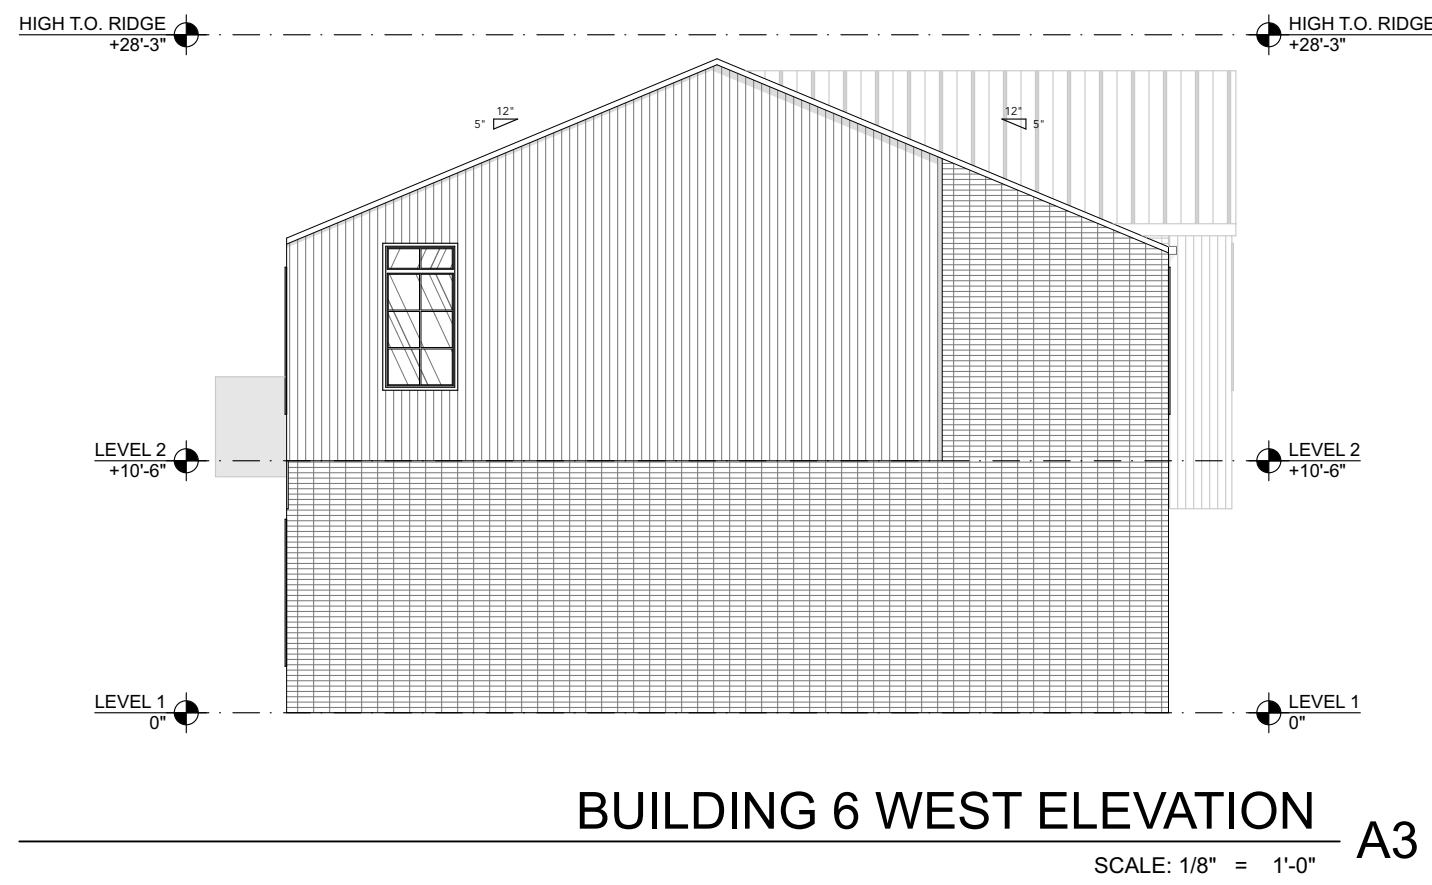 HIGH T.O. RIDGE
+28'-3"
HIGH T.O. RIDGE
+28'-3"
12"
5"
12"
5"
LEVEL 2
+10'-6"
LEVEL 2
+10'-6"
LEVEL 1
0"
LEVEL 1
0"
BUILDING 6 WEST ELEVATION
A3
SCALE: 1/8" = 1'-0"